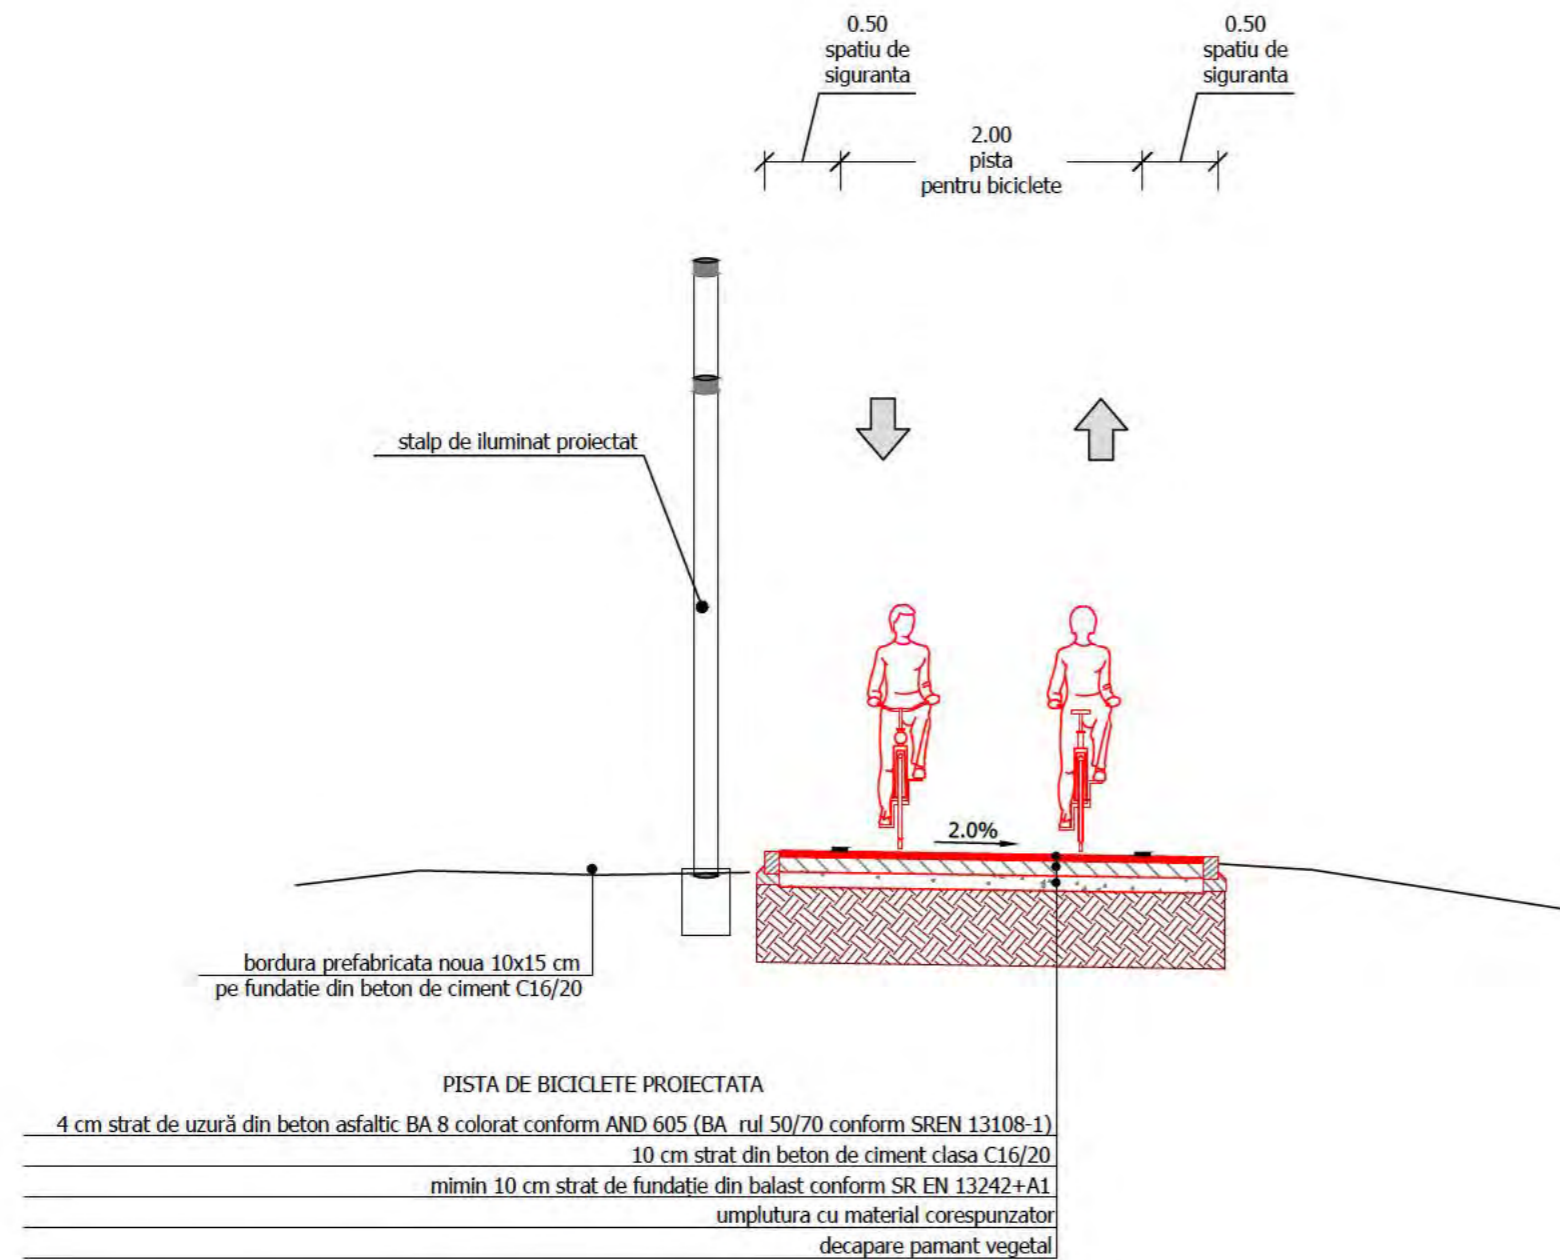 0.50
spatiu de
siguranta
0.50
spatiu de
siguranta
2.00
pista
pentru biciclete
stalp de iluminat proiectat
2.0%
bordura prefabricata noua 10x15 cm
pe fundatie din beton de ciment C16/20
PISTA DE BICICLETE PROIECTATA
4 cm strat de uzură din beton asfaltic BA 8 colorat conform AND 605 (BA rul 50/70 conform SREN 13108-1)
10 cm strat din beton de ciment clasa C16/20
mimin 10 cm strat de fundație din balast conform SR EN 13242+A1
umplutura cu material corespunzator
decapare pamant vegetal